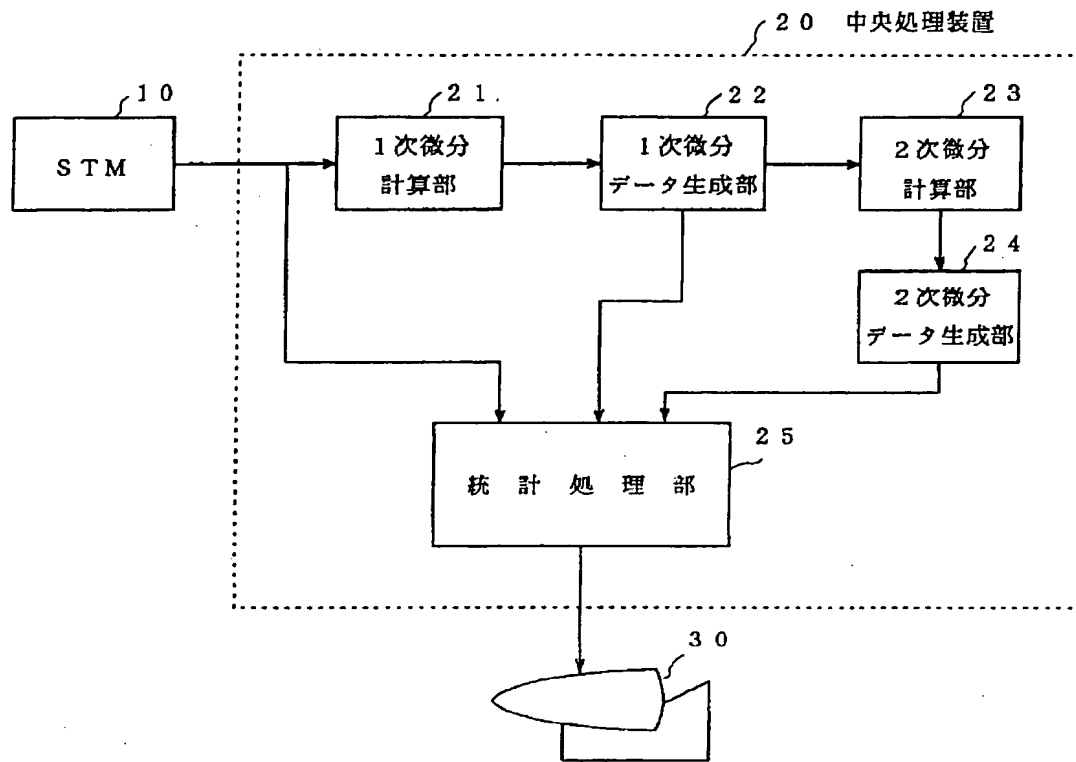 ２０　中央処理装置
１０
ＳＴＭ
２１
１次微分
計算部
２２
１次微分
データ生成部
２３
２次微分
計算部
２４
２次微分
データ生成部
２５
統計処理部
３０